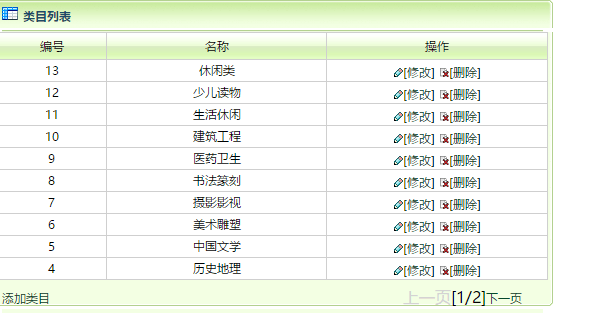 类目列表
编号 名称 操作
13 休闲类 [修改] [删除]
12 少儿读物 [修改] [删除]
11 生活休闲 [修改] [删除]
10 建筑工程 [修改] [删除]
9 医药卫生 [修改] [删除]
8 书法篆刻 [修改] [删除]
7 摄影影视 [修改] [删除]
6 美术雕塑 [修改] [删除]
5 中国文学 [修改] [删除]
4 历史地理 [修改] [删除]
添加类目 上一页[1/2]下一页